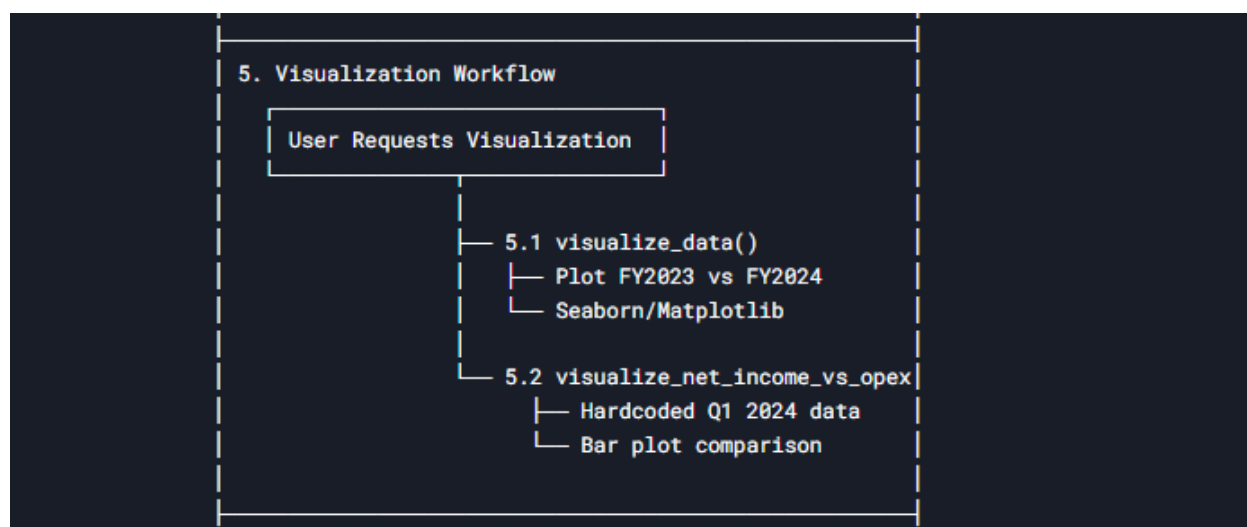 5. Visualization Workflow
User Requests Visualization
5.1 visualize_data()
Plot FY2023 vs FY2024
Seaborn/Matplotlib
5.2 visualize_net_income_vs_opex
Hardcoded Q1 2024 data
Bar plot comparison